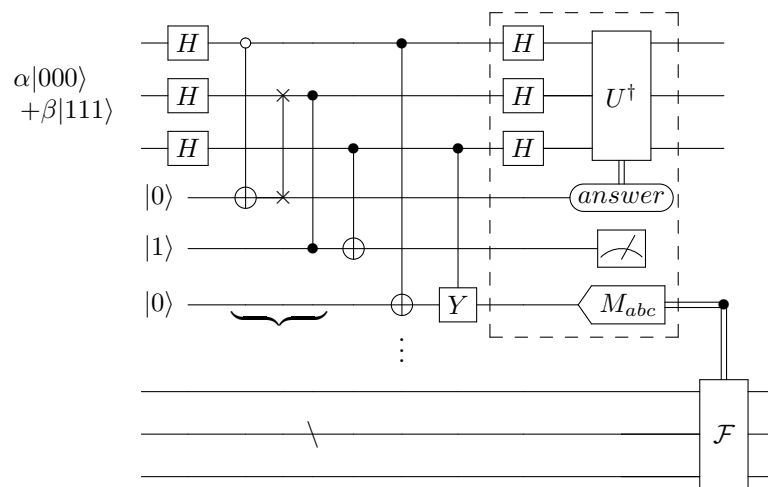 H H
α|000⟩
+β|111⟩
H H U†
H H
|0⟩ answer
|1⟩
|0⟩ Y M_abc
⋮
F